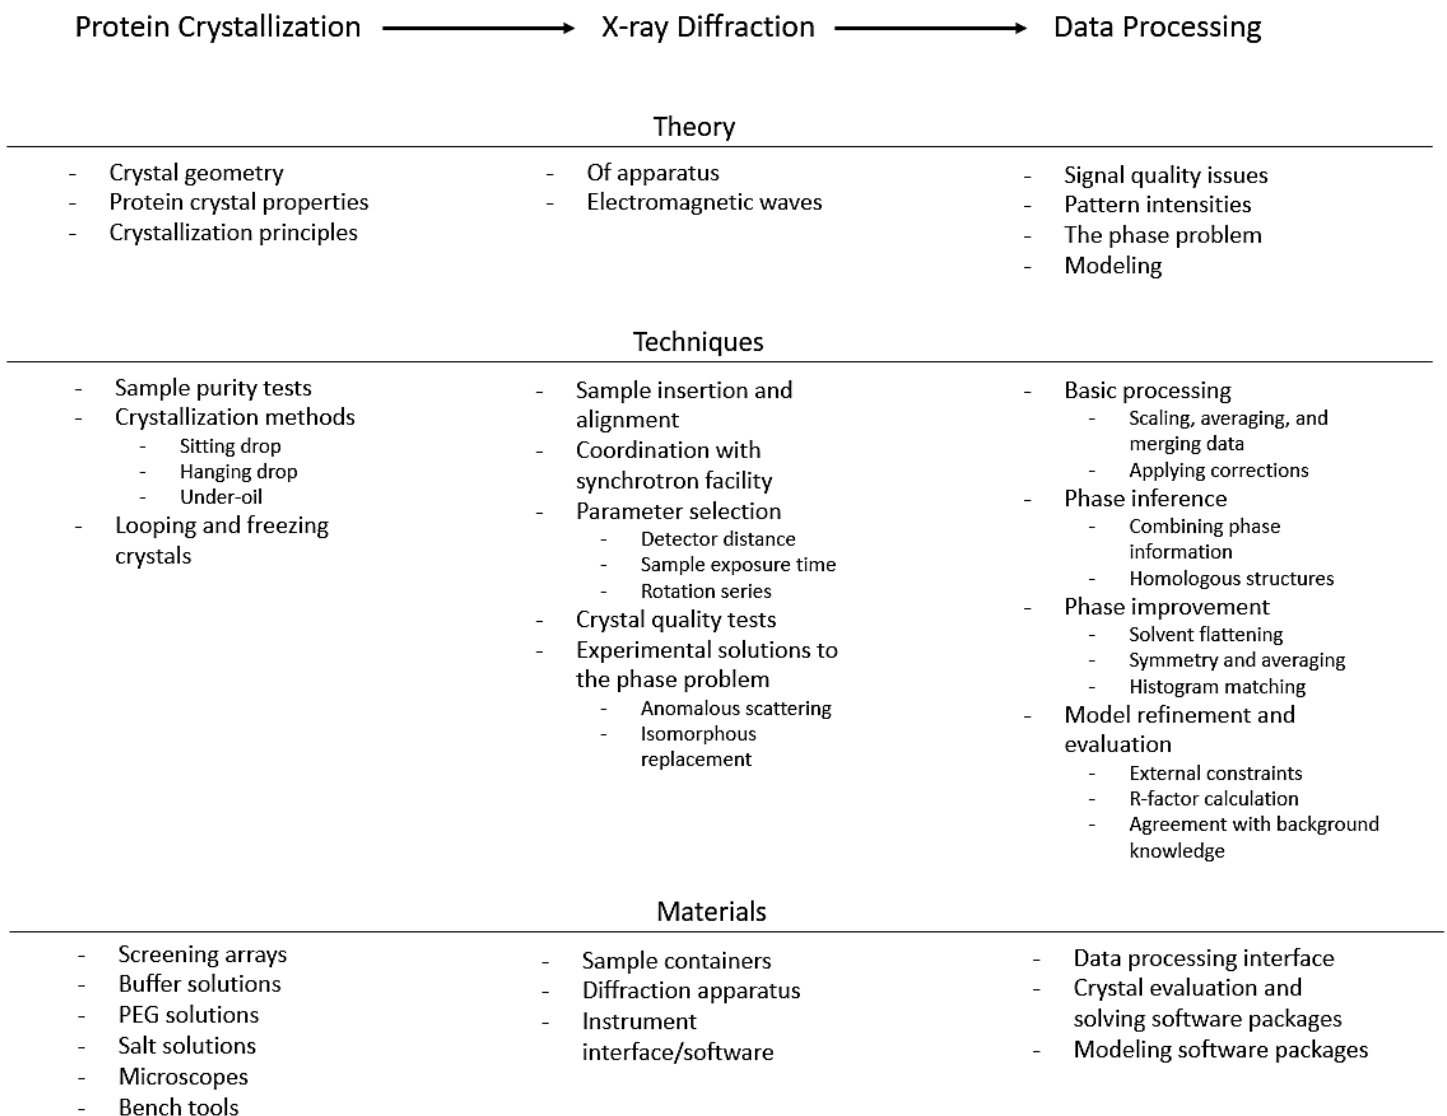 Protein Crystallization
X-ray Diffraction
Data Processing
Theory
- Crystal geometry
- Protein crystal properties
- Crystallization principles
- Of apparatus
- Electromagnetic waves
- Signal quality issues
- Pattern intensities
- The phase problem
- Modeling
Techniques
- Sample purity tests
- Crystallization methods
- Sitting drop
- Hanging drop
- Under-oil
- Looping and freezing
crystals
- Sample insertion and
alignment
- Coordination with
synchrotron facility
- Parameter selection
- Detector distance
- Sample exposure time
- Rotation series
- Crystal quality tests
- Experimental solutions to
the phase problem
- Anomalous scattering
- Isomorphous
replacement
- Basic processing
- Scaling, averaging, and
merging data
- Applying corrections
- Phase inference
- Combining phase
information
- Homologous structures
- Phase improvement
- Solvent flattening
- Symmetry and averaging
- Histogram matching
- Model refinement and
evaluation
- External constraints
- R-factor calculation
- Agreement with background
knowledge
Materials
- Screening arrays
- Buffer solutions
- PEG solutions
- Salt solutions
- Microscopes
- Bench tools
- Sample containers
- Diffraction apparatus
- Instrument
interface/software
- Data processing interface
- Crystal evaluation and
solving software packages
- Modeling software packages